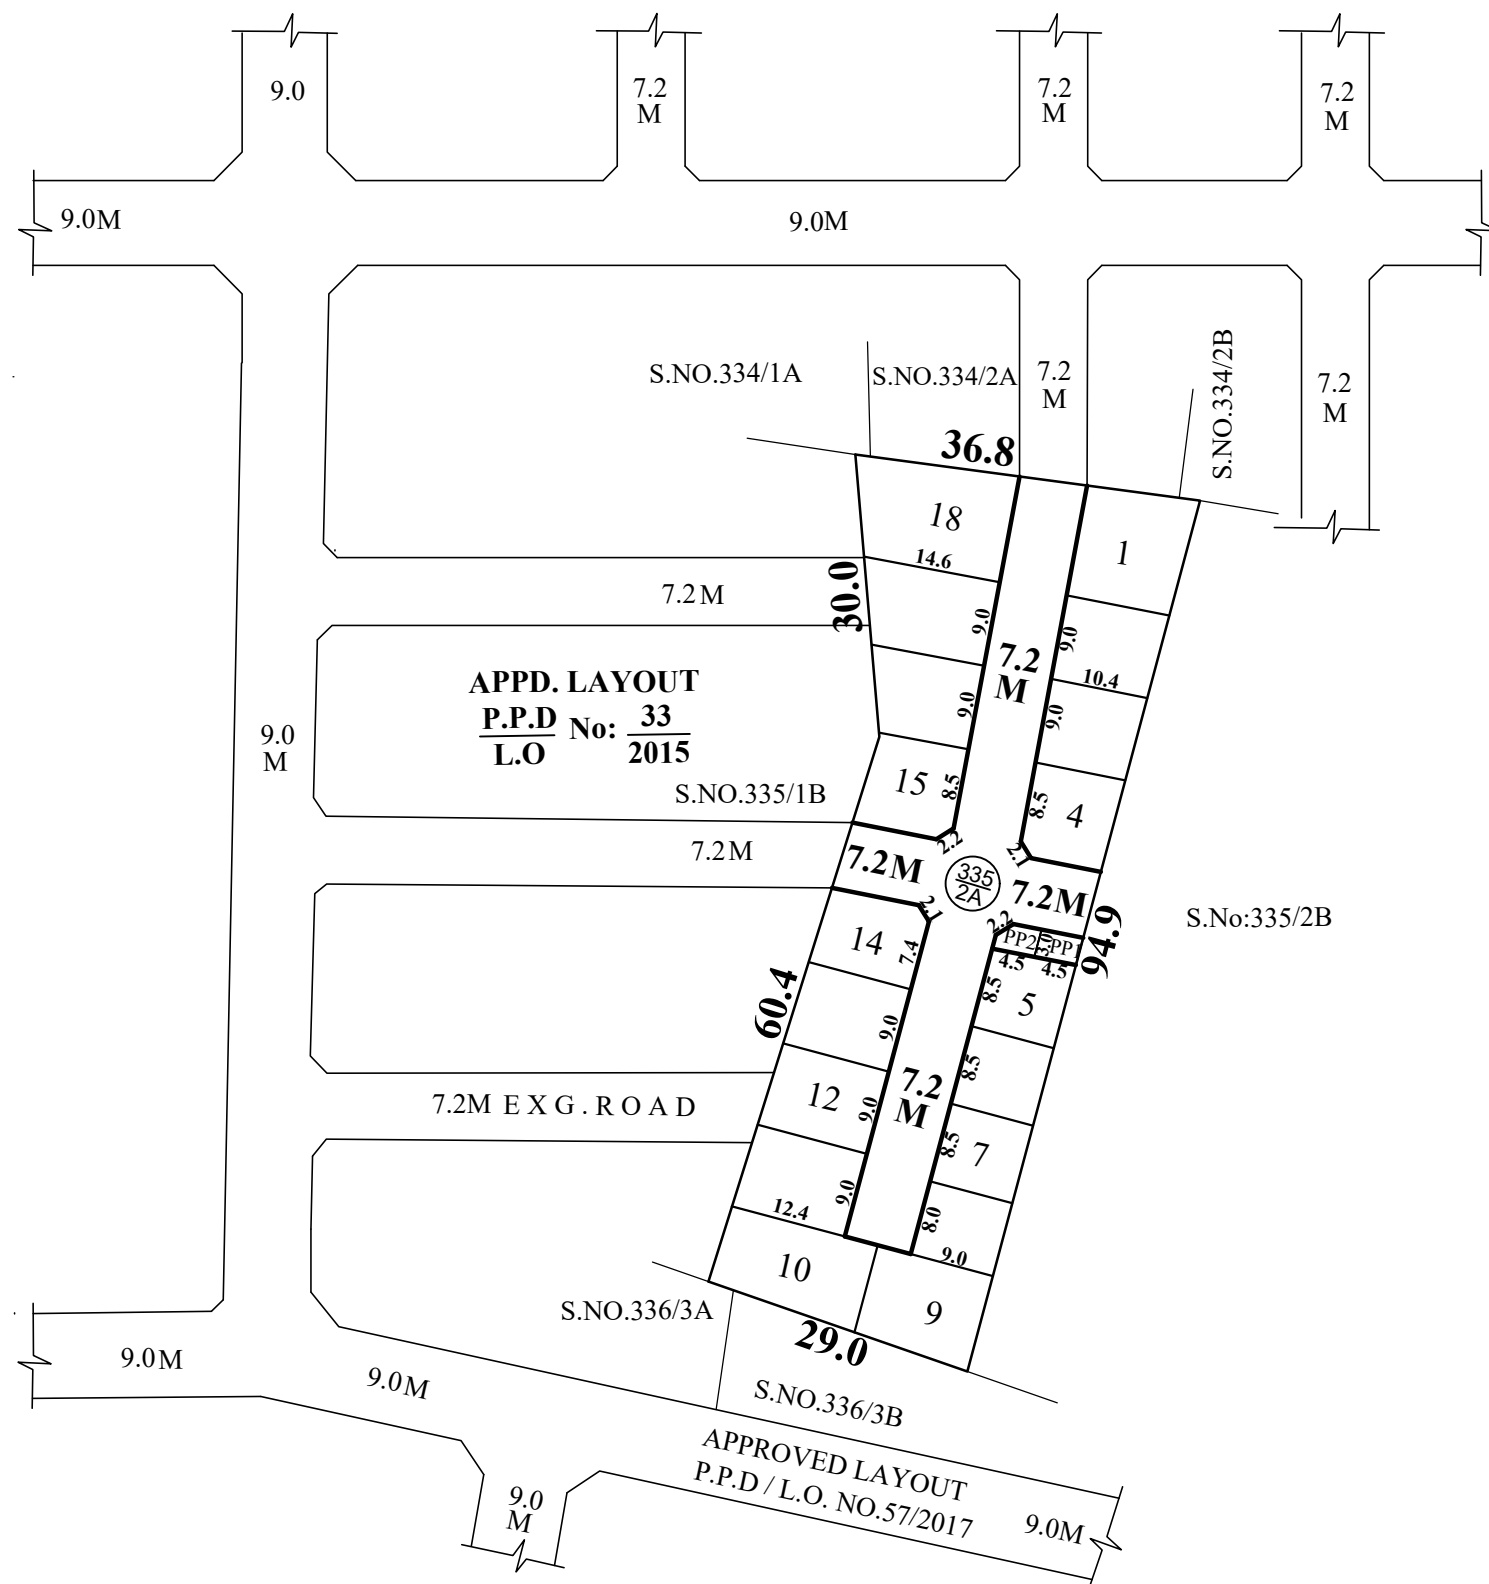 9.0
7.2
M
7.2
M
7.2
M
9.0M
9.0M
S.NO.334/1A
S.NO.334/2A
7.2
M
S.NO.334/2B
7.2
M
36.8
18
1
14.6
30.0
7.2M
9.0
9.0
7.2
M
10.4
APPD. LAYOUT
P.P.D
L.O
No:
33
2015
9.0
9.0
9.0
M
S.NO.335/1B
15
8.5
8.5
4
7.2M
7.2M
2.2
2.1
335
2A
7.2M
2.1
2.2
94.9
S.No:335/2B
14
7.4
PP2
3.0
PP1
4.5
4.5
60.4
8.5
5
9.0
8.5
7.2M EXG.ROAD
12
9.0
7.2
M
8.5
7
9.0
12.4
8.0
9.0
10
9
S.NO.336/3A
29.0
9.0M
9.0M
S.NO.336/3B
APPROVED LAYOUT
P.P.D / L.O. NO.57/2017
9.0
M
9.0M